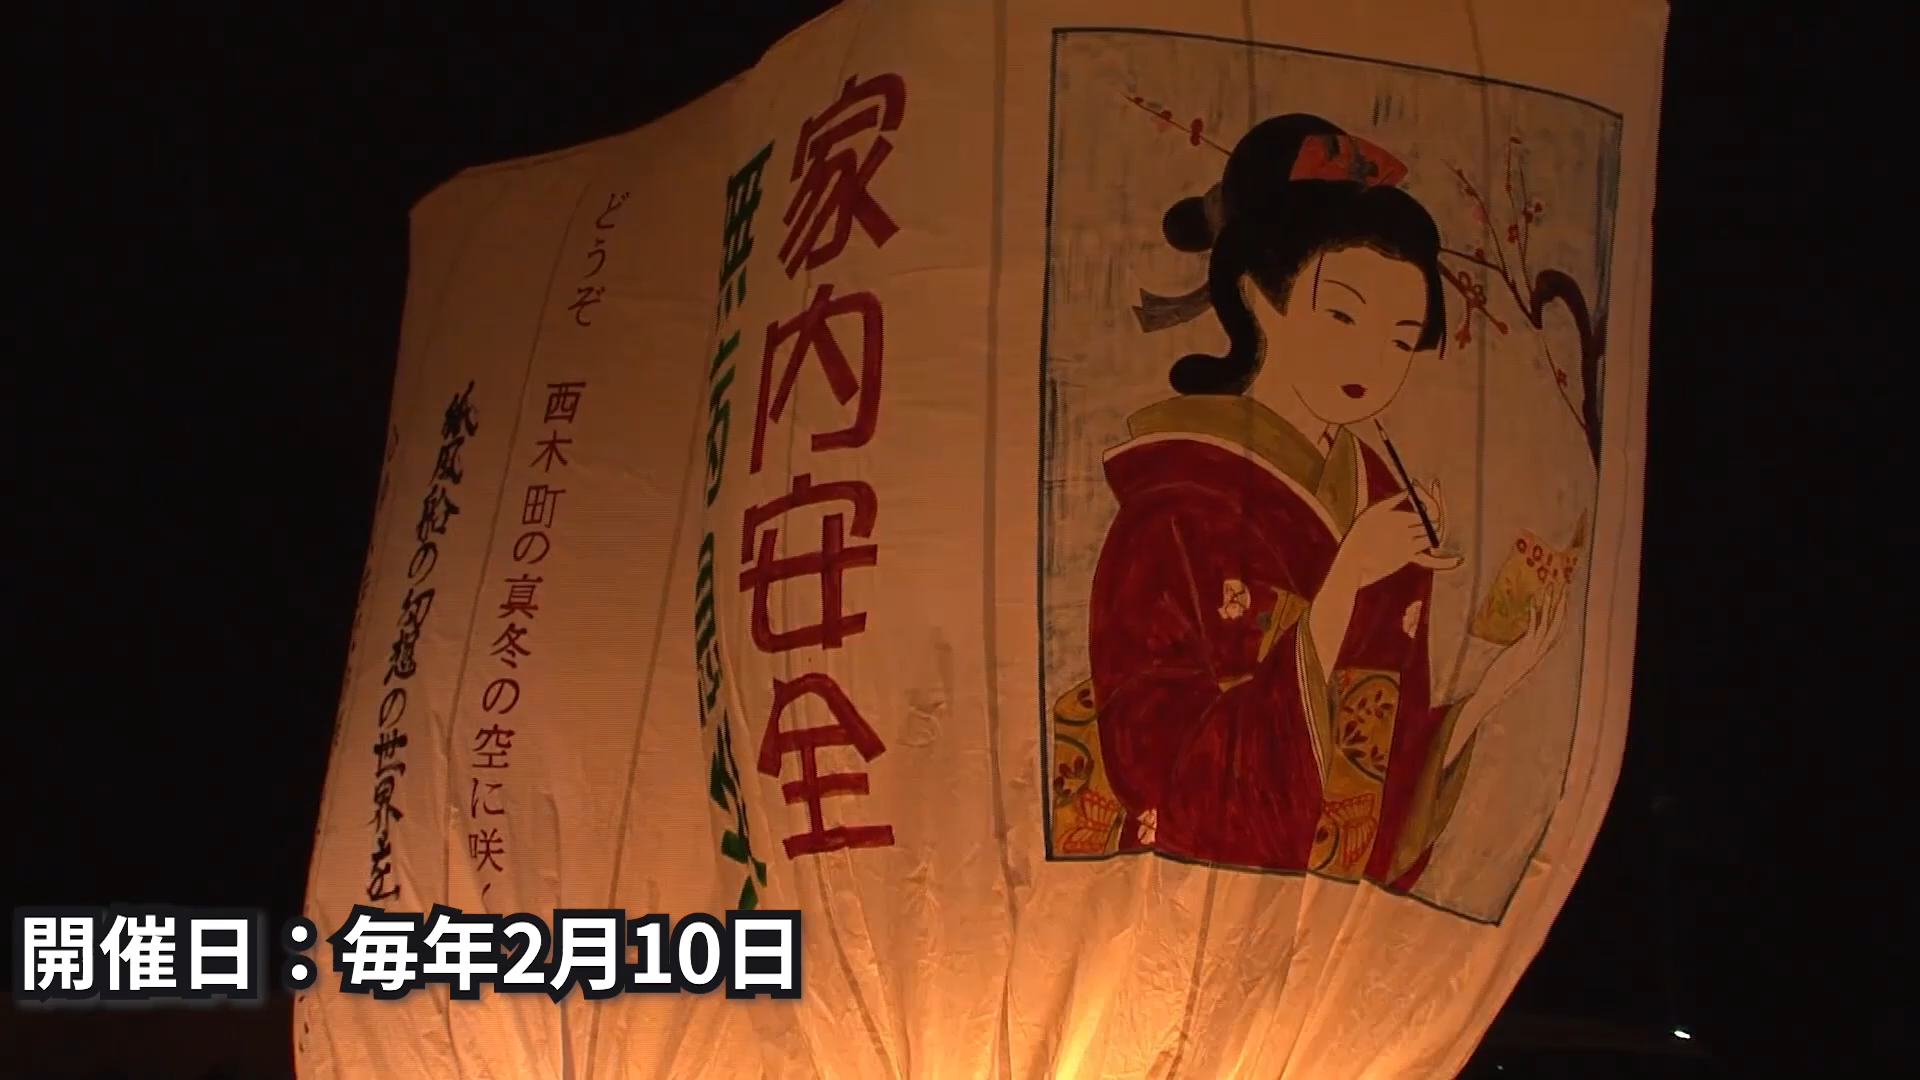 家内安全
どうぞ 西木町の真冬の空に咲く
紙風船の幻想の世界を
開催日：毎年2月10日